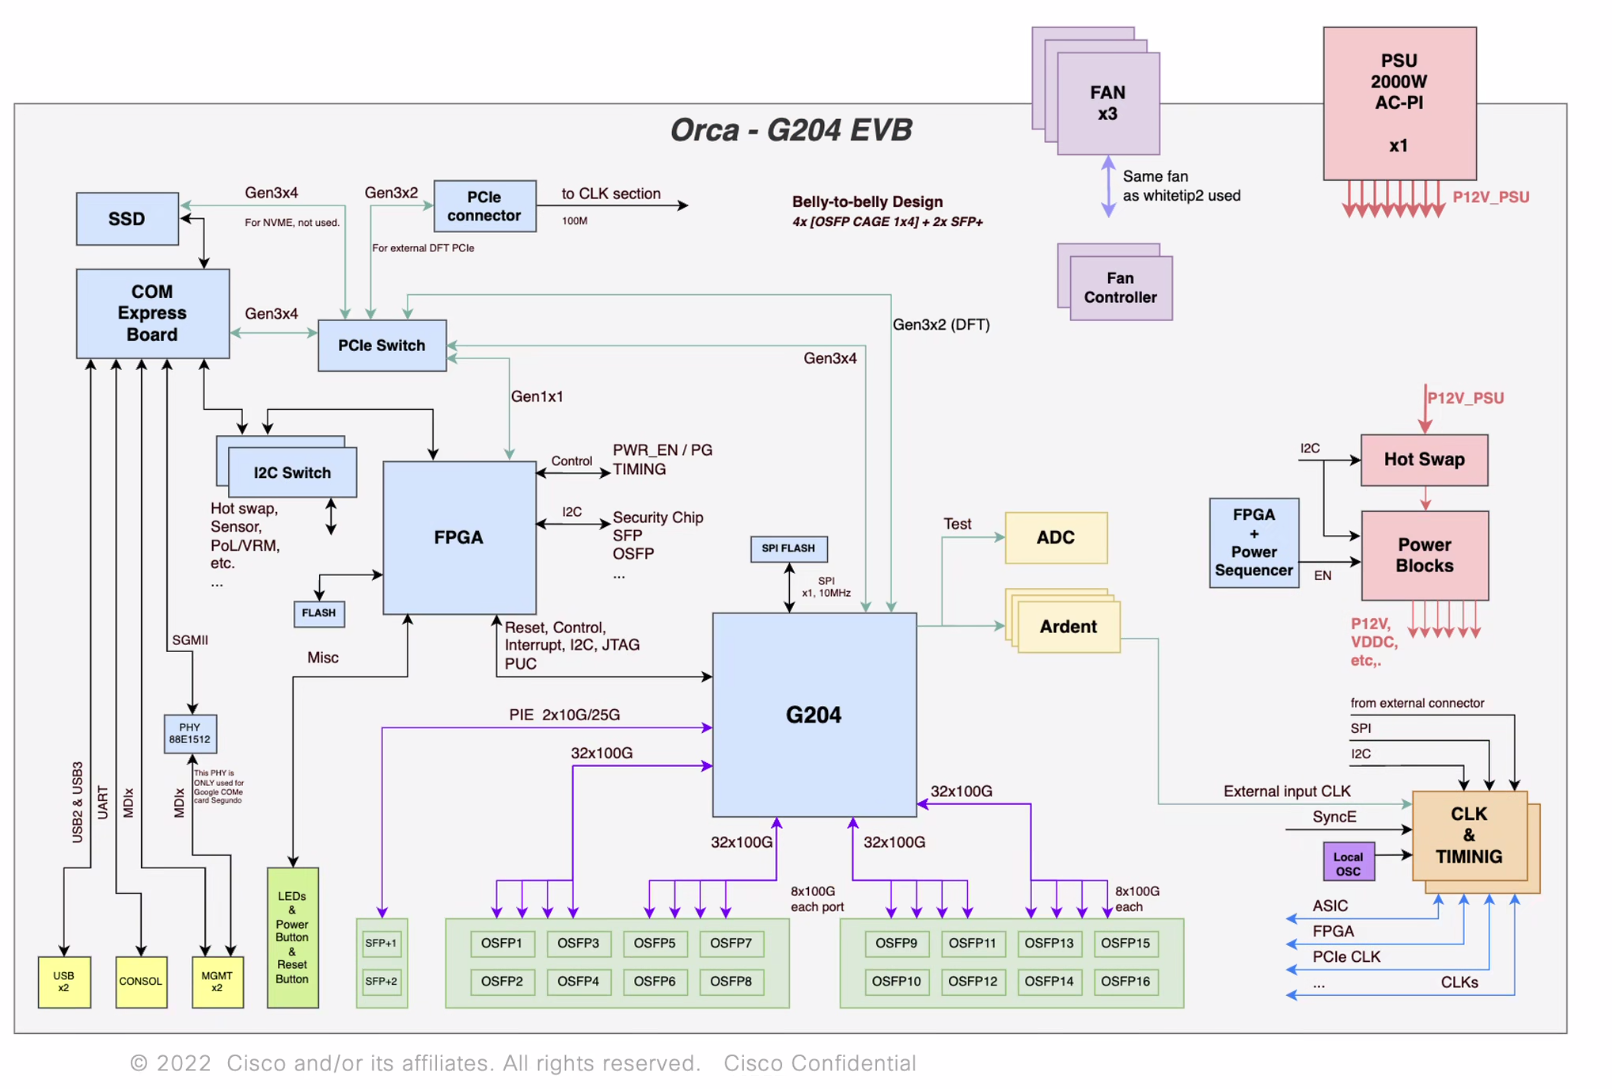 Orca - G204 EVB
FAN
x3
PSU
2000W
AC-PI
x1
P12V_PSU
Same fan
as whitetip2 used
Fan
Controller
Belly-to-belly Design
4x [OSFP CAGE 1x4] + 2x SFP+
SSD
Gen3x4
For NVME, not used.
Gen3x2
For external DFT PCIe
PCIe
connector
to CLK section
100M
COM
Express
Board
Gen3x4
PCIe Switch
Gen3x2 (DFT)
Gen3x4
Gen1x1
I2C Switch
Hot swap,
Sensor,
PoL/VRM,
etc.
...
FPGA
Control
PWR_EN / PG
TIMING
I2C
Security Chip
SFP
OSFP
...
FLASH
SPI FLASH
SPI
x1, 10MHz
Test
ADC
Ardent
P12V_PSU
I2C
Hot Swap
FPGA
+
Power
Sequencer
EN
Power
Blocks
P12V,
VDDC,
etc,.
SGMII
Misc
Reset, Control,
Interrupt, I2C, JTAG
PUC
G204
PIE 2x10G/25G
32x100G
32x100G
32x100G
32x100G
PHY
88E1512
This PHY is
ONLY used for
Google COMe
card Segundo
USB2 & USB3
UART
MDIx
MDIx
from external connector
SPI
I2C
External input CLK
SyncE
Local
OSC
CLK
&
TIMINIG
ASIC
FPGA
PCIe CLK
...
CLKs
8x100G
each port
8x100G
each
USB
x2
CONSOL
MGMT
x2
LEDs
&
Power
Button
&
Reset
Button
SFP+1
SFP+2
OSFP1 OSFP3 OSFP5 OSFP7
OSFP2 OSFP4 OSFP6 OSFP8
OSFP9 OSFP11 OSFP13 OSFP15
OSFP10 OSFP12 OSFP14 OSFP16
© 2022 Cisco and/or its affiliates. All rights reserved. Cisco Confidential